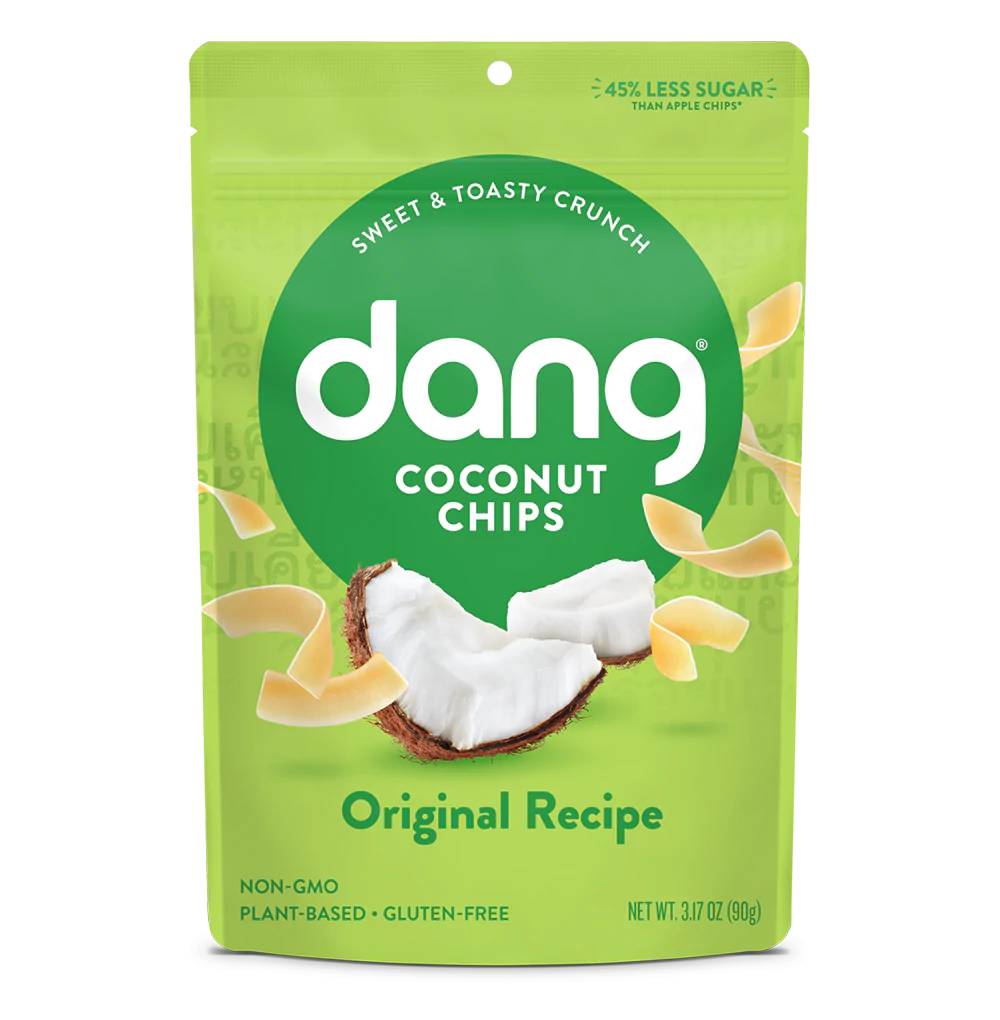 45% LESS SUGAR
THAN APPLE CHIPS*
SWEET & TOASTY CRUNCH
dang®
COCONUT
CHIPS
Original Recipe
NON-GMO
PLANT-BASED • GLUTEN-FREE
NET WT. 3.17 OZ (90g)